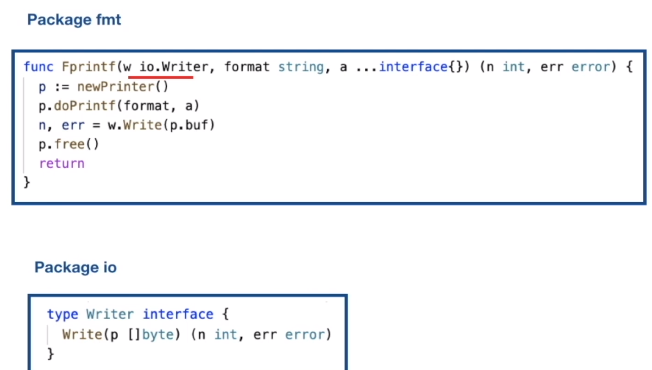 Package fmt
func Fprintf(w io.Writer, format string, a ...interface{}) (n int, err error) {
p := newPrinter()
p.doPrintf(format, a)
n, err = w.Write(p.buf)
p.free()
return
}
Package io
type Writer interface {
Write(p []byte) (n int, err error)
}